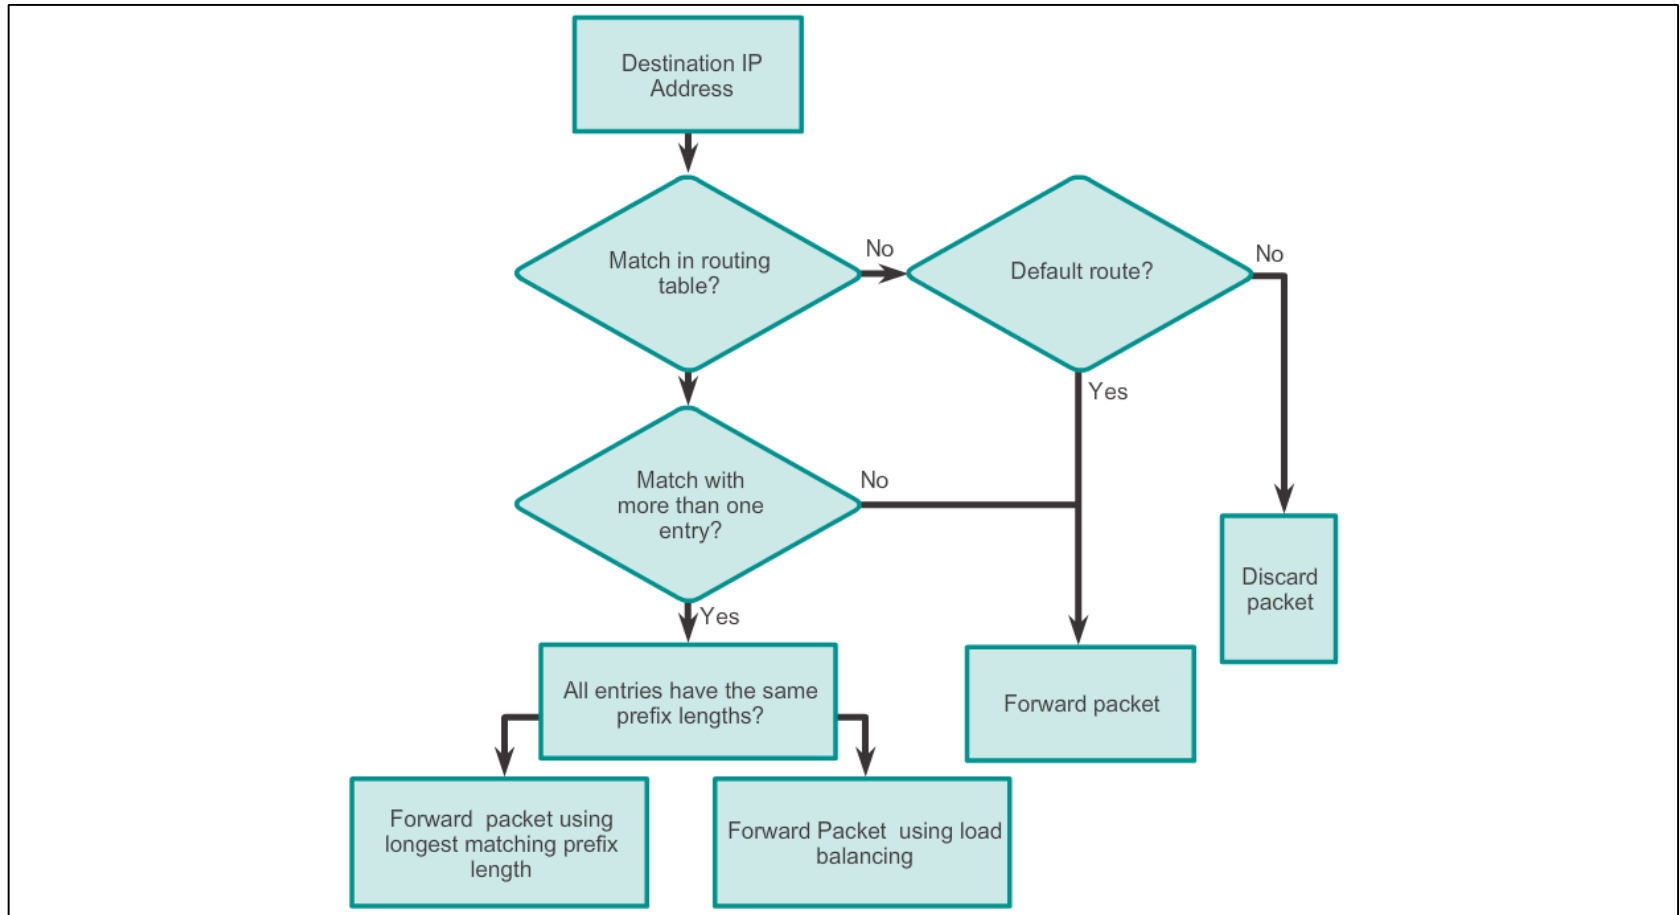 Destination IP
Address
Match in routing
table?
No
Default route?
No
Yes
Match with
more than one
entry?
No
Yes
Discard
packet
All entries have the same
prefix lengths?
Forward packet
Forward packet using
longest matching prefix
length
Forward Packet using load
balancing